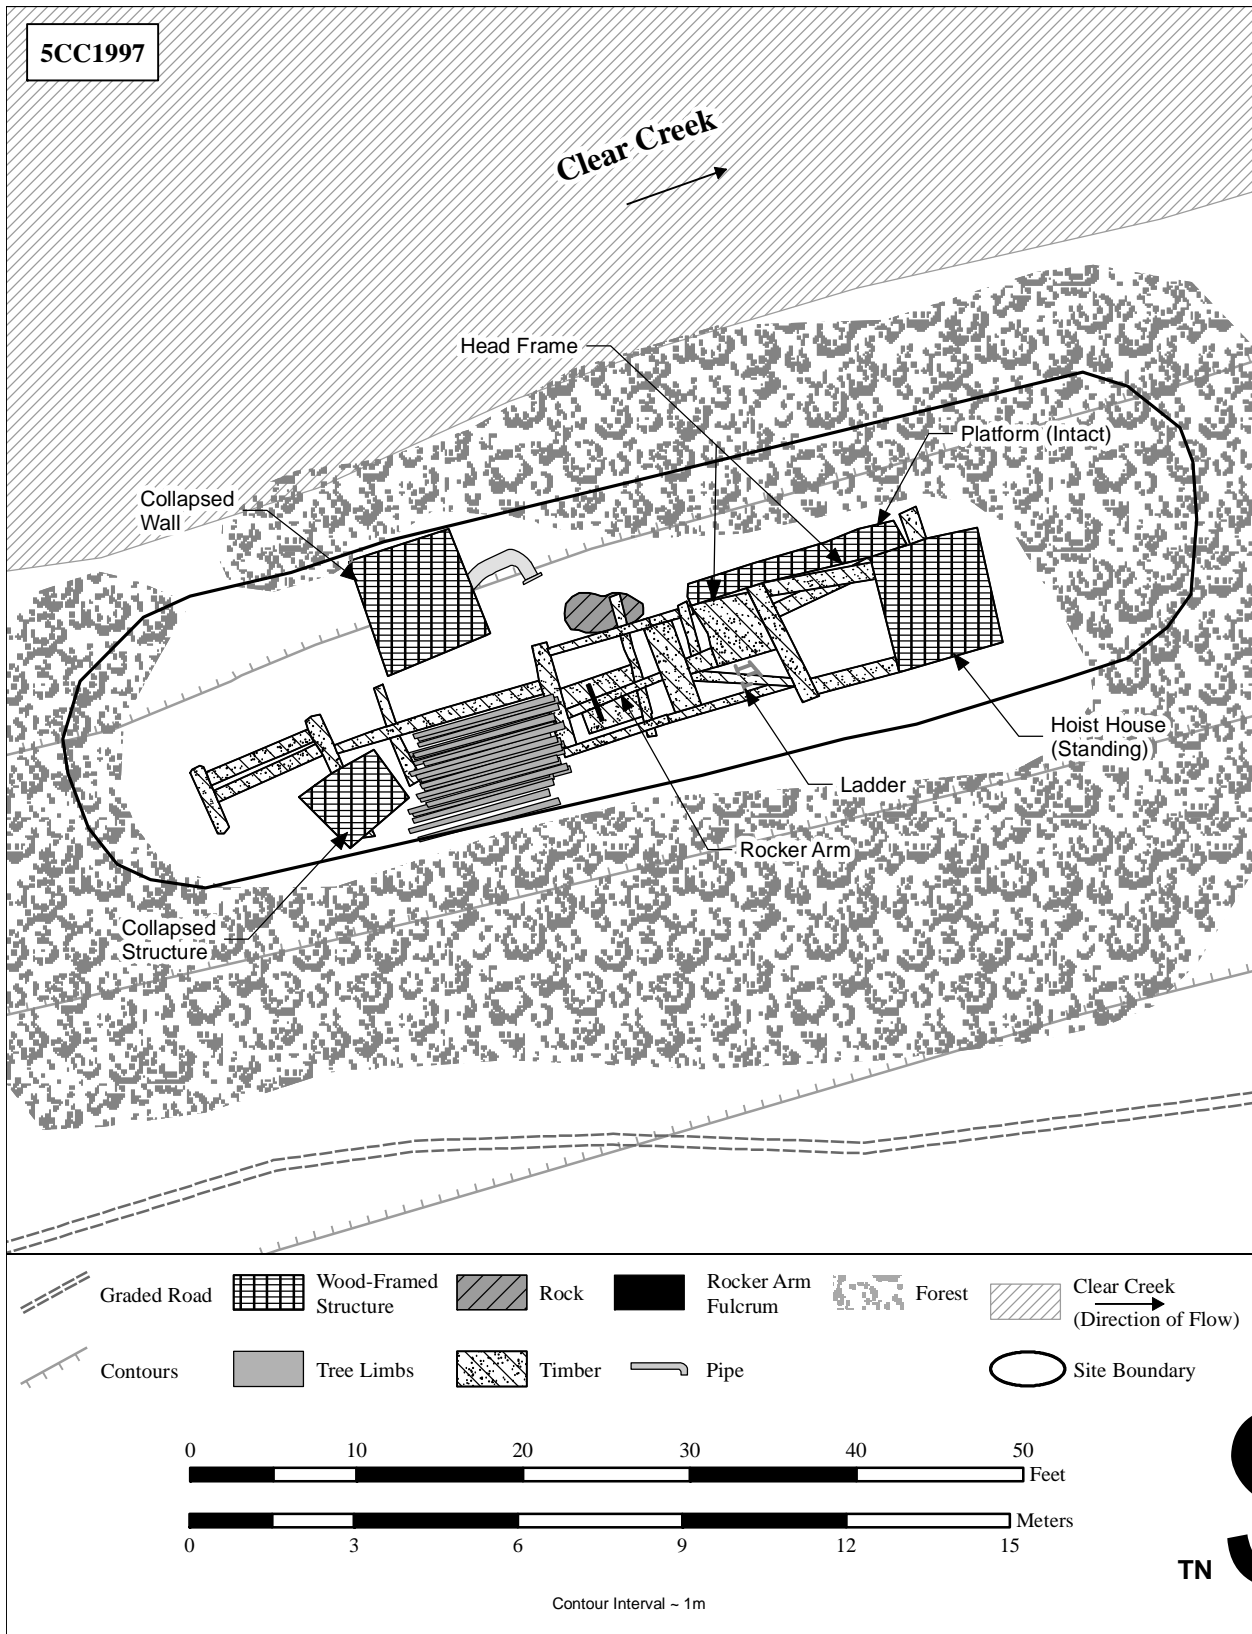 5CC1997
Clear Creek
Head Frame
Platform (Intact)
Collapsed
Wall
Hoist House
(Standing)
Ladder
Rocker Arm
Collapsed
Structure
Graded Road
Wood-Framed
Structure
Rock
Rocker Arm
Fulcrum
Forest
Clear Creek
(Direction of Flow)
Contours
Tree Limbs
Timber
Pipe
Site Boundary
0 10 20 30 40 50
Feet
Meters
0 3 6 9 12 15
TN
Contour Interval ~ 1m